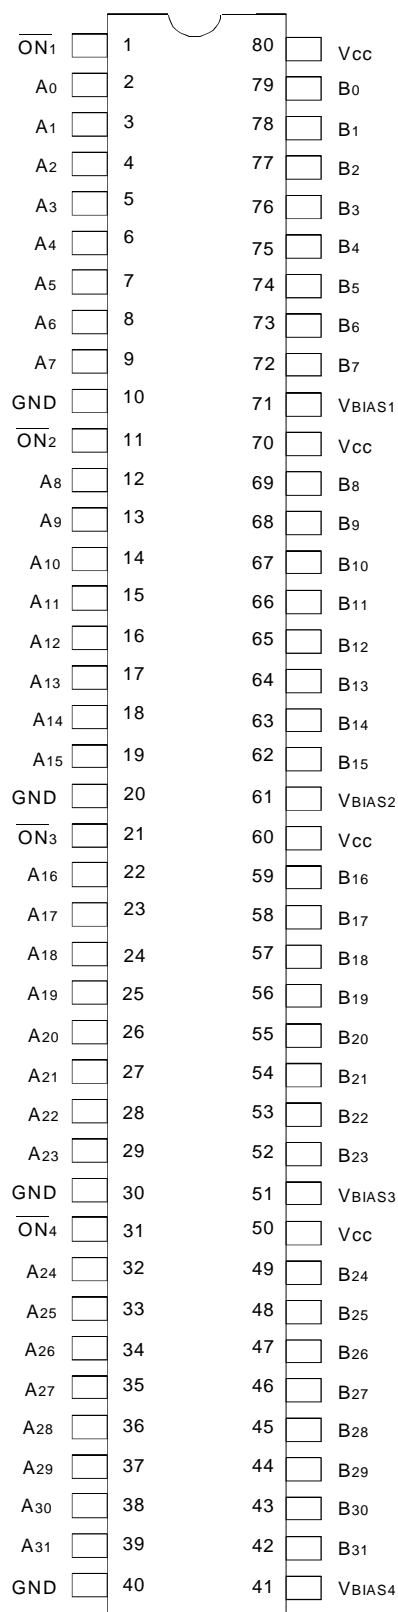 ON1 1 80 Vcc
A0 2 79 B0
A1 3 78 B1
A2 4 77 B2
A3 5 76 B3
A4 6 75 B4
A5 7 74 B5
A6 8 73 B6
A7 9 72 B7
GND 10 71 VBIAS1
ON2 11 70 Vcc
A8 12 69 B8
A9 13 68 B9
A10 14 67 B10
A11 15 66 B11
A12 16 65 B12
A13 17 64 B13
A14 18 63 B14
A15 19 62 B15
GND 20 61 VBIAS2
ON3 21 60 Vcc
A16 22 59 B16
A17 23 58 B17
A18 24 57 B18
A19 25 56 B19
A20 26 55 B20
A21 27 54 B21
A22 28 53 B22
A23 29 52 B23
GND 30 51 VBIAS3
ON4 31 50 Vcc
A24 32 49 B24
A25 33 48 B25
A26 34 47 B26
A27 35 46 B27
A28 36 45 B28
A29 37 44 B29
A30 38 43 B30
A31 39 42 B31
GND 40 41 VBIAS4